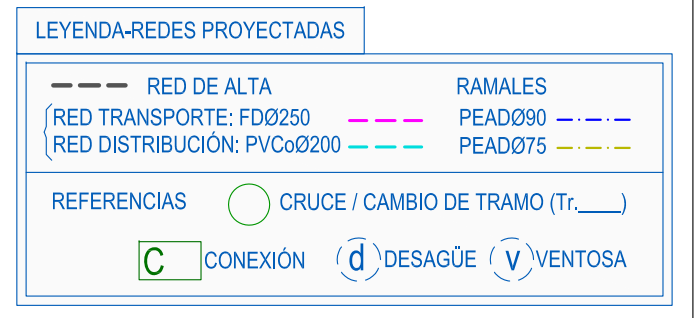 LEYENDA-REDES PROYECTADAS
RED DE ALTA RAMALES
RED TRANSPORTE: FDØ250 PEADØ90
RED DISTRIBUCIÓN: PVCoØ200 PEADØ75
REFERENCIAS CRUCE / CAMBIO DE TRAMO (Tr.____)
C CONEXIÓN d DESAGÜE v VENTOSA